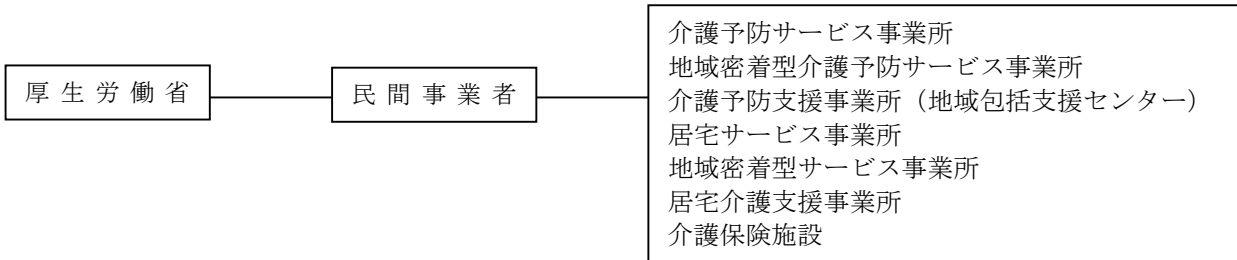 厚生労働省
民間事業者
介護予防サービス事業所
地域密着型介護予防サービス事業所
介護予防支援事業所（地域包括支援センター）
居宅サービス事業所
地域密着型サービス事業所
居宅介護支援事業所
介護保険施設